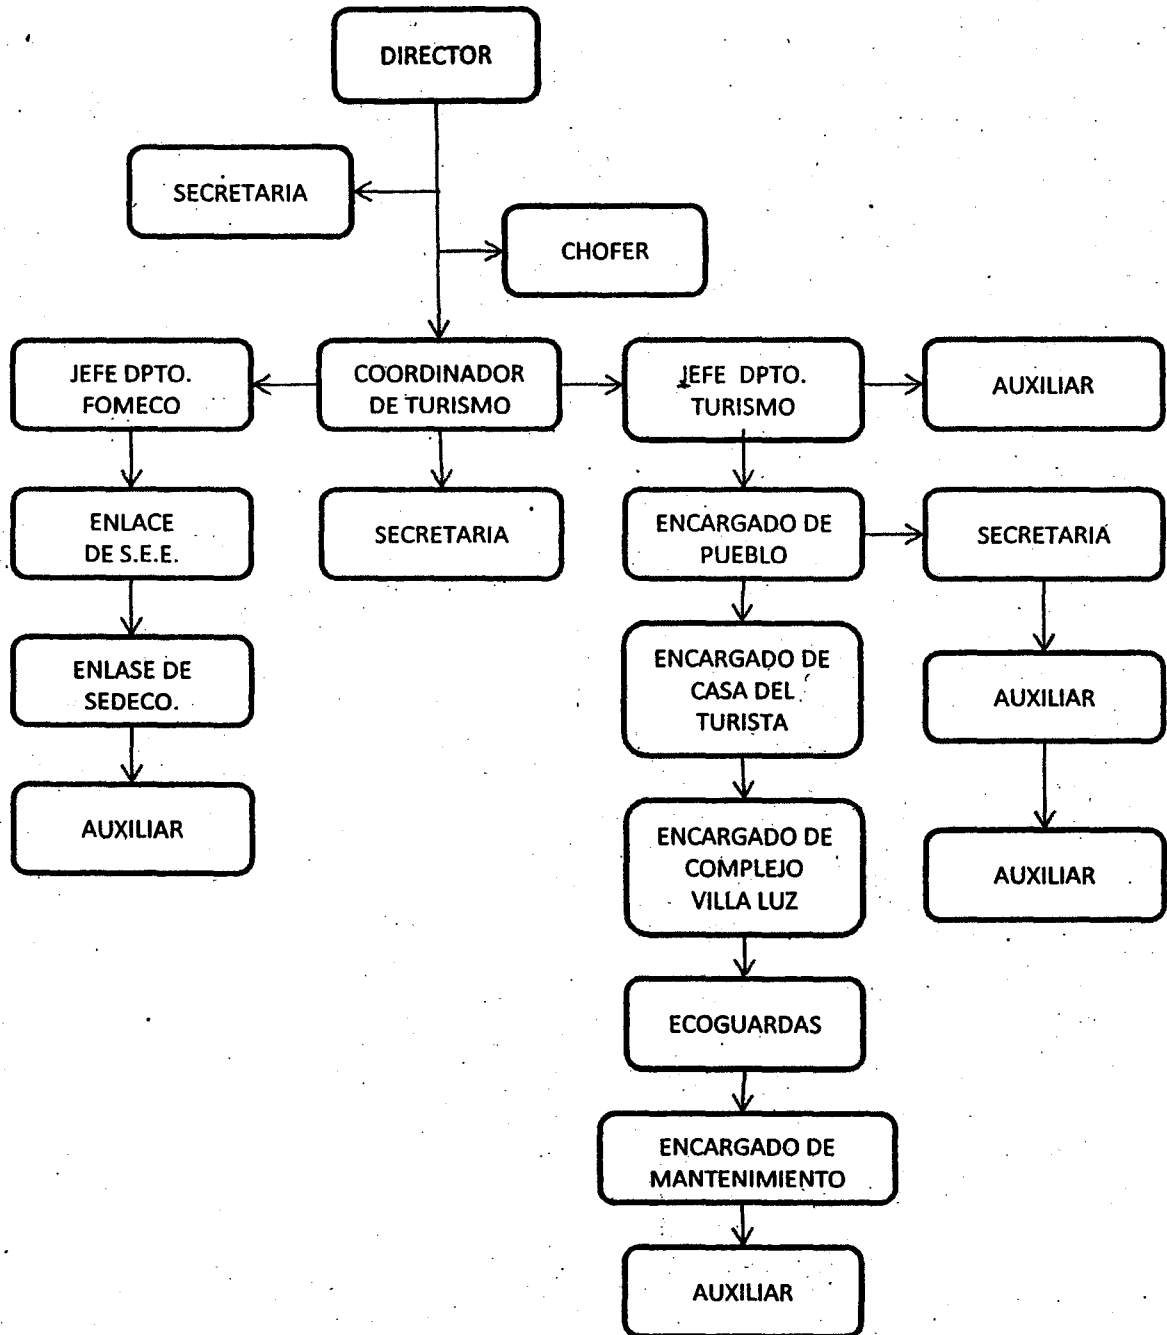 DIRECTOR
SECRETARIA
CHOFER
JEFE DPTO.
FOMECO
COORDINADOR
DE TURISMO
JEFE DPTO.
TURISMO
AUXILIAR
ENLACE
DE S.E.E.
SECRETARIA
ENCARGADO DE
PUEBLO
SECRETARIA
ENLASE DE
SEDECO.
ENCARGADO DE
CASA DEL
TURISTA
AUXILIAR
AUXILIAR
ENCARGADO DE
COMPLEJO
VILLA LUZ
AUXILIAR
ECOGUARDAS
ENCARGADO DE
MANTENIMIENTO
AUXILIAR